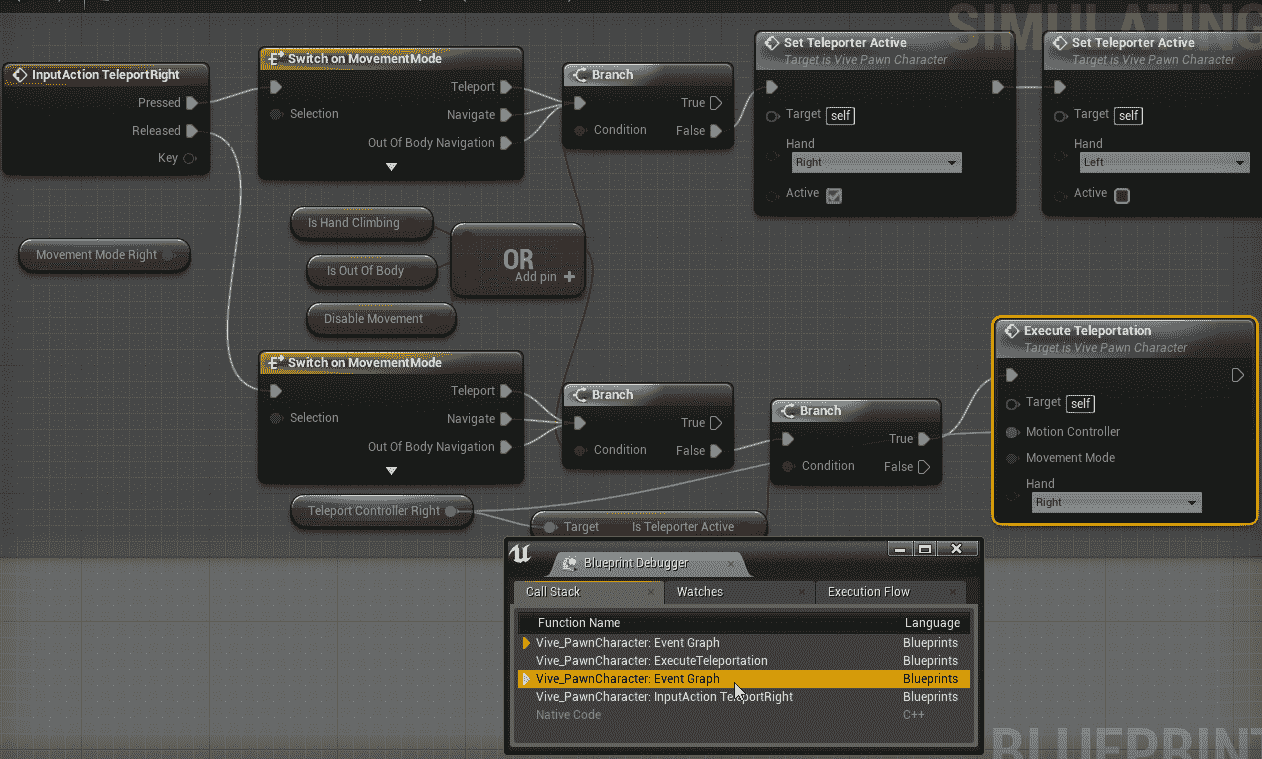 SIMULATING
InputAction TeleportRight
Pressed
Released
Key
Switch on MovementMode
Selection
Teleport
Navigate
Out Of Body Navigation
Branch
Condition
True
False
Set Teleporter Active
Target is Vive Pawn Character
Target self
Hand
Right
Active
Set Teleporter Active
Target is Vive Pawn Character
Target self
Hand
Left
Active
Movement Mode Right
Is Hand Climbing
Is Out Of Body
Disable Movement
OR
Add pin +
Switch on MovementMode
Selection
Teleport
Navigate
Out Of Body Navigation
Branch
Condition
True
False
Branch
Condition
True
False
Execute Teleportation
Target is Vive Pawn Character
Target self
Motion Controller
Movement Mode
Hand
Right
Teleport Controller Right
Target Is Teleporter Active
Blueprint Debugger
Call Stack Watches Execution Flow
Function Name Language
Vive_PawnCharacter: Event Graph Blueprints
Vive_PawnCharacter: ExecuteTeleportation Blueprints
Vive_PawnCharacter: Event Graph Blueprints
Vive_PawnCharacter: InputAction TeleportRight Blueprints
Native Code C++
BLUEPRINT